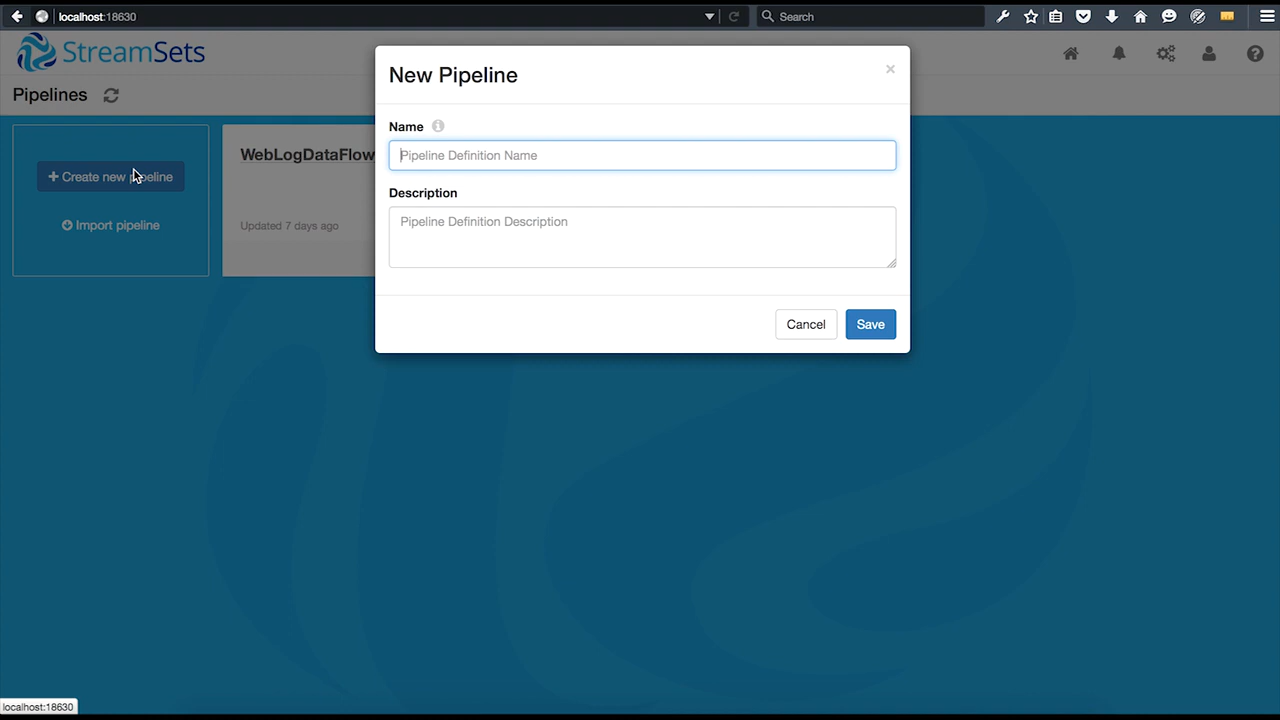 localhost:18630
Search
StreamSets
Pipelines
Create new pipeline
Import pipeline
WebLogDataFlow
Updated 7 days ago
New Pipeline
×
Name
Pipeline Definition Name
Description
Pipeline Definition Description
Cancel
Save
localhost:18630